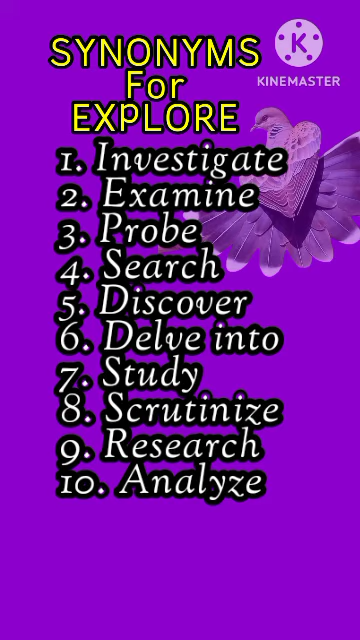 SYNONYMS
For
EXPLORE
KINEMASTER
1. Investigate
2. Examine
3. Probe
4. Search
5. Discover
6. Delve into
7. Study
8. Scrutinize
9. Research
10. Analyze